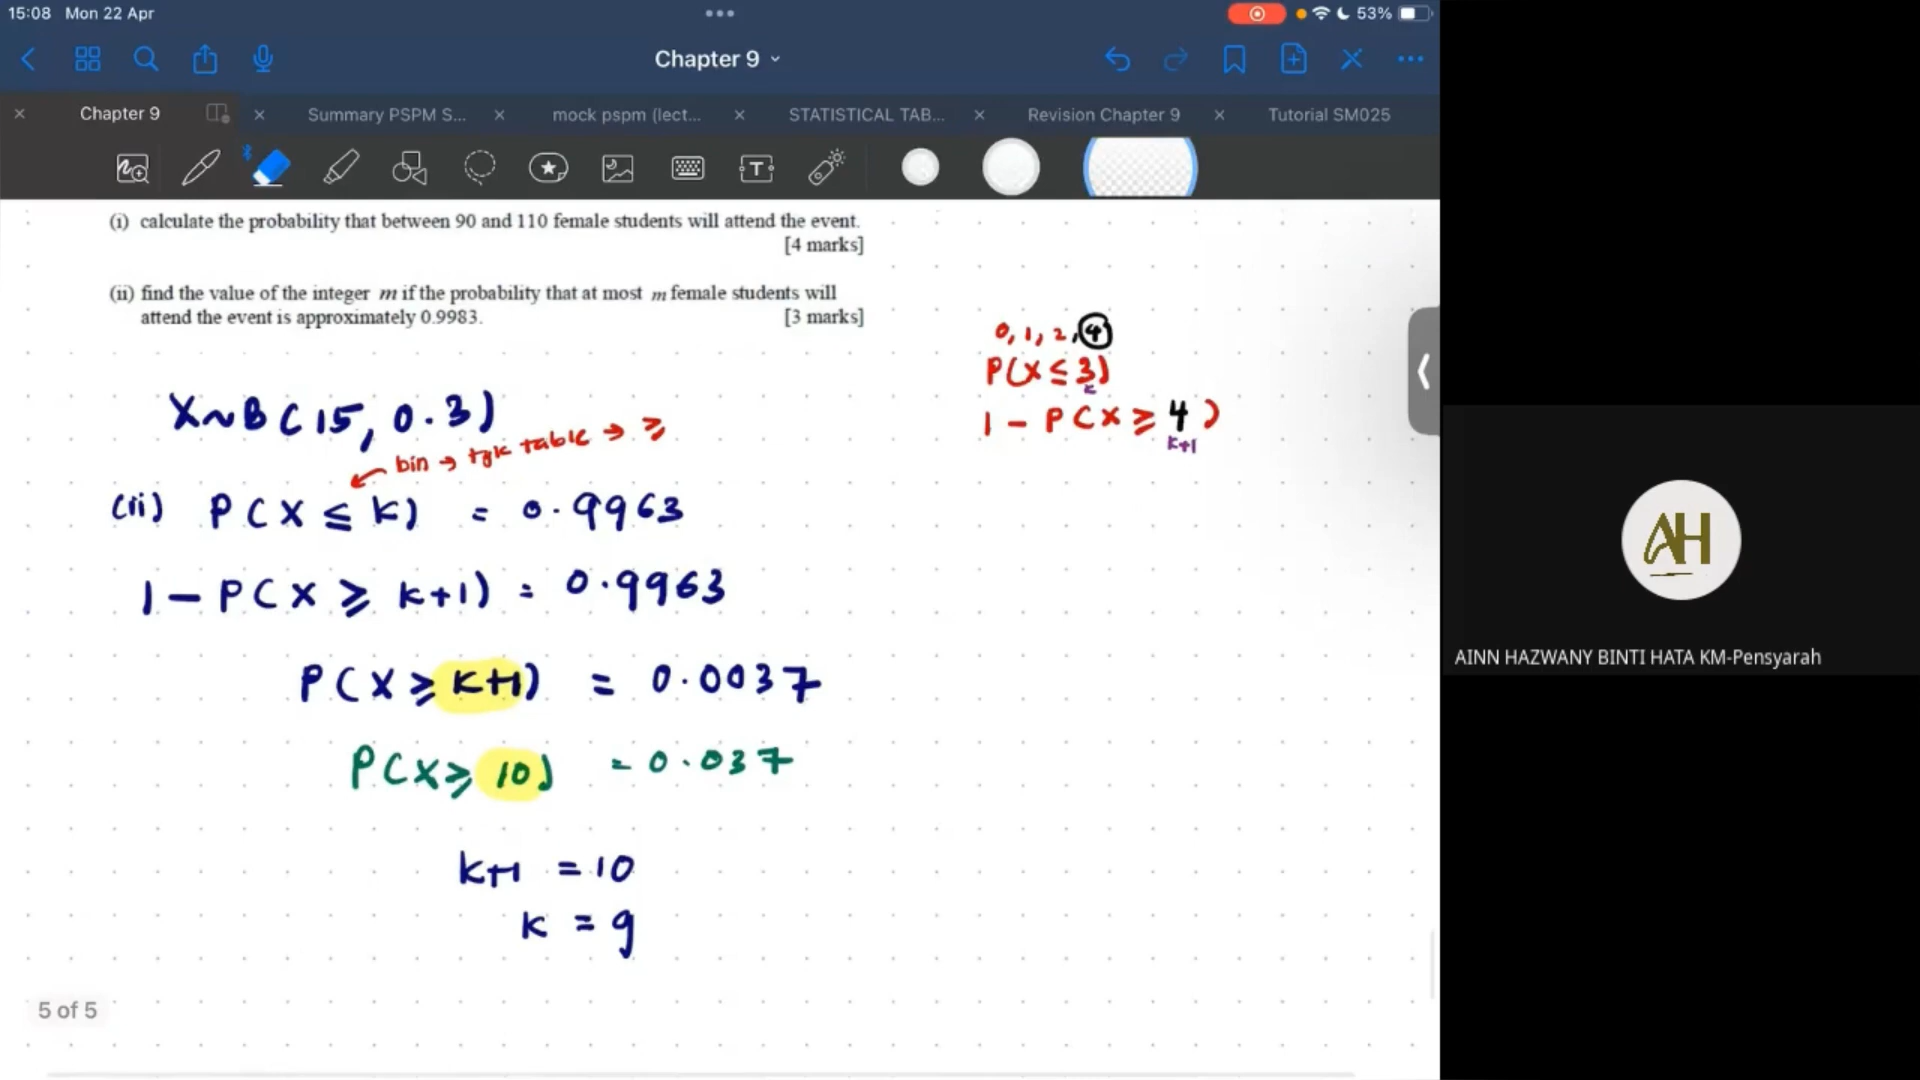 15:08 Mon 22 Apr
53%
Chapter 9
Chapter 9
Summary PSPM S...
mock pspm (lect...
STATISTICAL TAB...
Revision Chapter 9
Tutorial SM025
(i) calculate the probability that between 90 and 110 female students will attend the event.
[4 marks]
(ii) find the value of the integer m if the probability that at most m female students will
attend the event is approximately 0.9983.
[3 marks]
0, 1, 2, 4
P(X ≤ 3)
k
1 - P(X ≥ 4)
k+1
X~B(15, 0.3)
bin → tgk table → ≥
(ii) P(X ≤ k) = 0.9963
1 - P(X ≥ k+1) = 0.9963
P(X ≥ k+1) = 0.0037
P(X ≥ 10) = 0.037
k+1 = 10
k = 9
5 of 5
AH
AINN HAZWANY BINTI HATA KM-Pensyarah